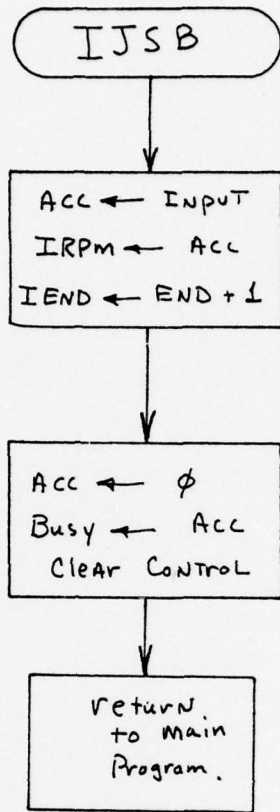 IJSB
ACC ← INPUT
IRPM ← ACC
IEND ← END + 1
ACC ← ϕ
Busy ← ACC
Clear CONTROL
return
to main
Program.